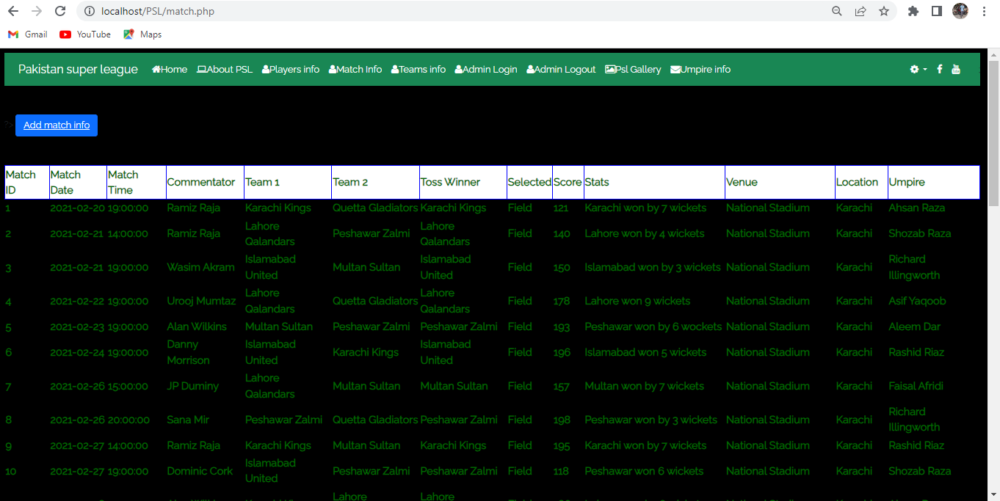 localhost/PSL/match.php
Gmail YouTube Maps
Pakistan super league Home About PSL Players info Match Info Teams info Admin Login Admin Logout Psl Gallery Umpire info
Add match info
Match ID Match Date Match Time Commentator Team 1 Team 2 Toss Winner Selected Score Stats Venue Location Umpire
1 2021-02-20 19:00:00 Ramiz Raja Karachi Kings Quetta Gladiators Karachi Kings Field 121 Karachi won by 7 wickets National Stadium Karachi Ahsan Raza
2 2021-02-21 14:00:00 Ramiz Raja Lahore Qalandars Peshawar Zalmi Lahore Qalandars Field 140 Lahore won by 4 wickets National Stadium Karachi Shozab Raza
3 2021-02-21 19:00:00 Wasim Akram Islamabad United Multan Sultan Islamabad United Field 150 Islamabad won by 3 wickets National Stadium Karachi Richard Illingworth
4 2021-02-22 19:00:00 Urooj Mumtaz Lahore Qalandars Quetta Gladiators Lahore Qalandars Field 178 Lahore won 9 wickets National Stadium Karachi Asif Yaqoob
5 2021-02-23 19:00:00 Alan Wilkins Multan Sultan Peshawar Zalmi Peshawar Zalmi Field 193 Peshawar won by 6 wockets National Stadium Karachi Aleem Dar
6 2021-02-24 19:00:00 Danny Morrison Islamabad United Karachi Kings Islamabad United Field 196 Islamabad won 5 wickets National Stadium Karachi Rashid Riaz
7 2021-02-26 15:00:00 JP Duminy Lahore Qalandars Multan Sultan Multan Sultan Field 157 Multan won by 7 wickets National Stadium Karachi Faisal Afridi
8 2021-02-26 20:00:00 Sana Mir Peshawar Zalmi Quetta Gladiators Peshawar Zalmi Field 198 Peshawar won by 3 wickets National Stadium Karachi Richard Illingworth
9 2021-02-27 14:00:00 Ramiz Raja Karachi Kings Multan Sultan Karachi Kings Field 195 Karachi won by 7 wickets National Stadium Karachi Rashid Riaz
10 2021-02-27 19:00:00 Dominic Cork Islamabad United Peshawar Zalmi Peshawar Zalmi Field 118 Peshawar won 6 wickets National Stadium Karachi Shozab Raza
Lahore Lahore